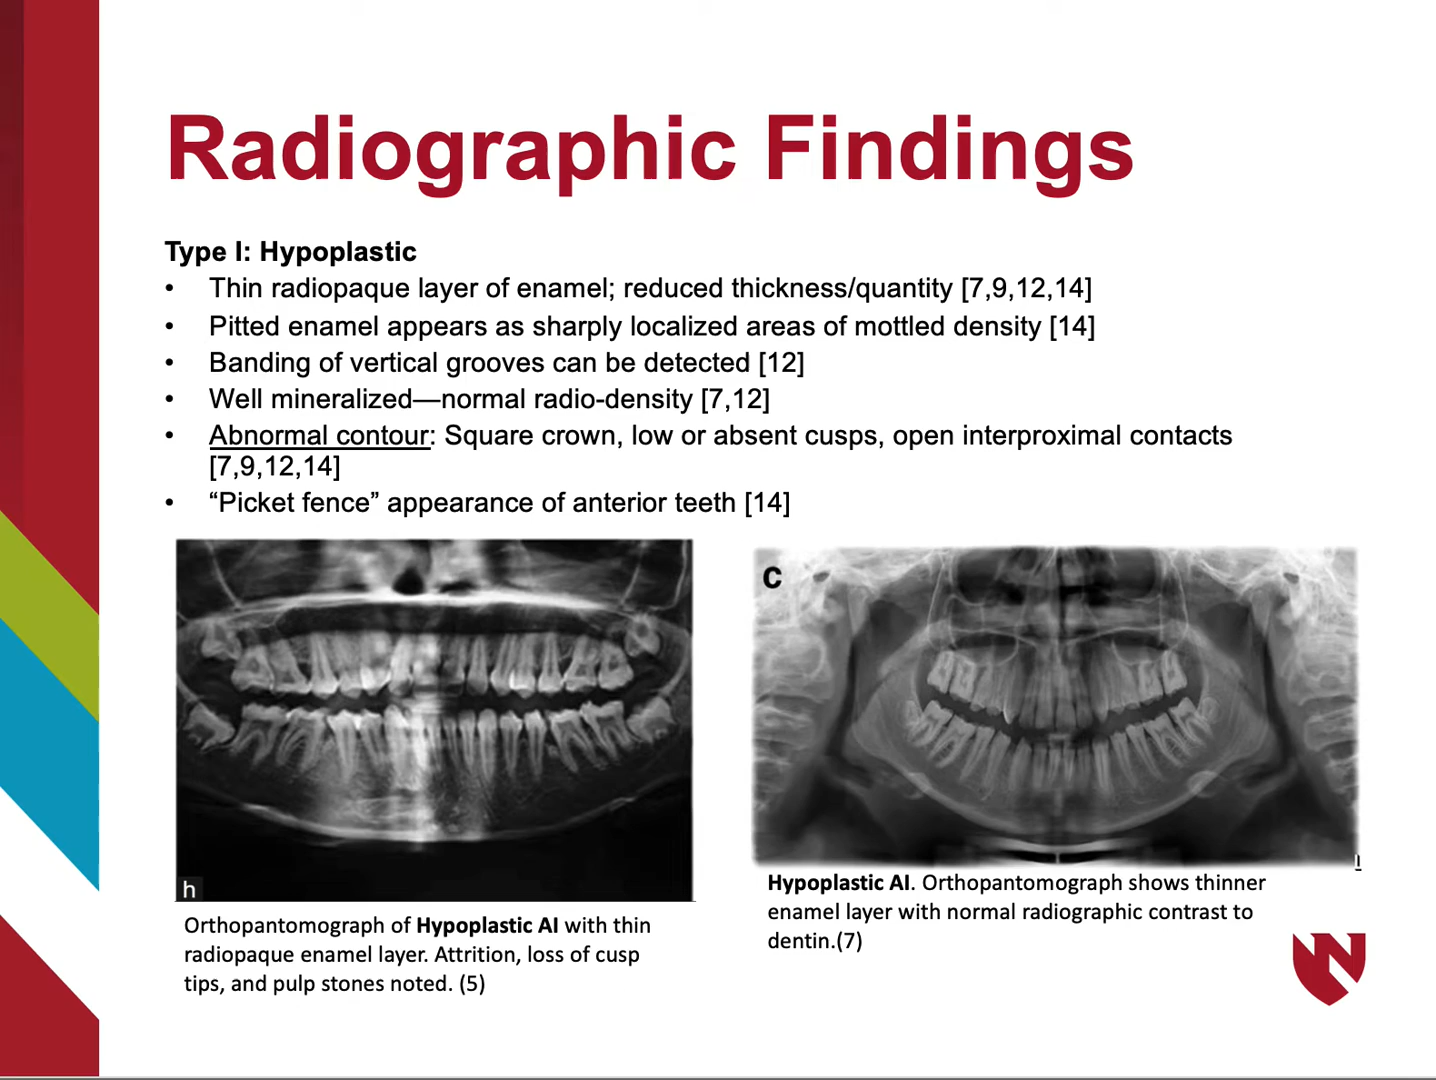 Radiographic Findings
Type I: Hypoplastic
• Thin radiopaque layer of enamel; reduced thickness/quantity [7,9,12,14]
• Pitted enamel appears as sharply localized areas of mottled density [14]
• Banding of vertical grooves can be detected [12]
• Well mineralized—normal radio-density [7,12]
• Abnormal contour: Square crown, low or absent cusps, open interproximal contacts
[7,9,12,14]
• “Picket fence” appearance of anterior teeth [14]
h
Orthopantomograph of Hypoplastic AI with thin
radiopaque enamel layer. Attrition, loss of cusp
tips, and pulp stones noted. (5)
C
Hypoplastic AI. Orthopantomograph shows thinner
enamel layer with normal radiographic contrast to
dentin.(7)
N